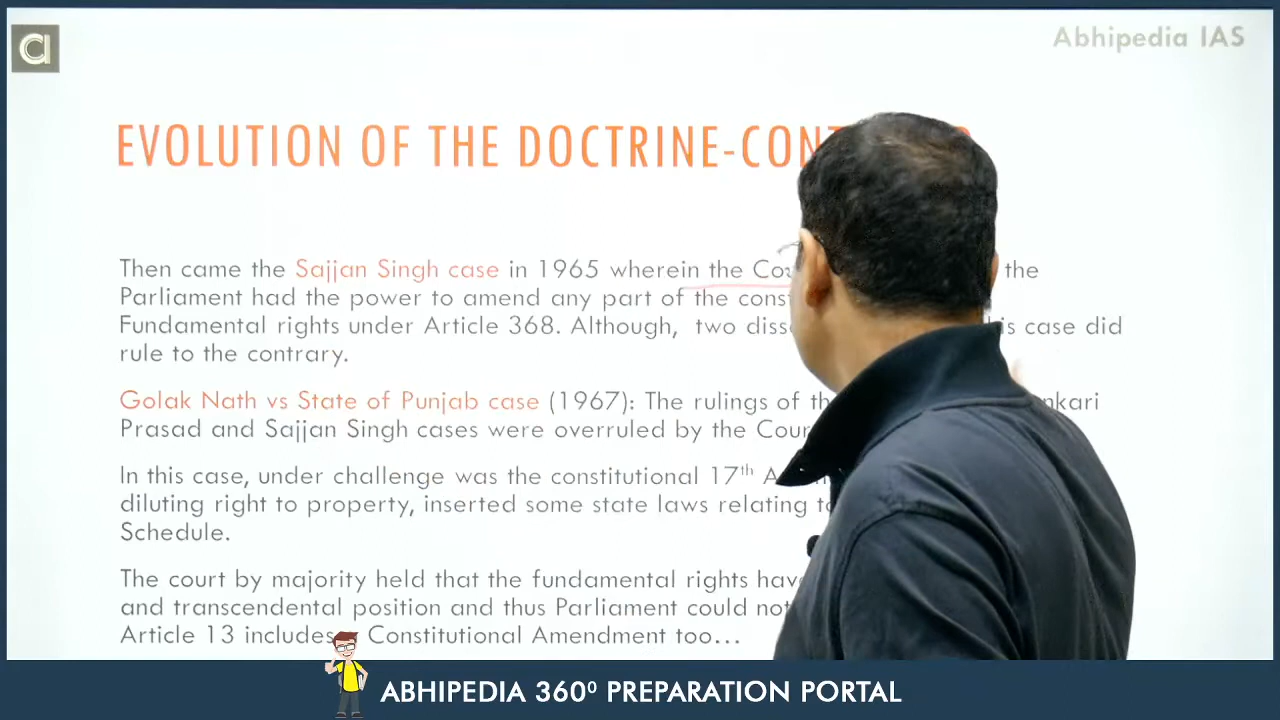 Abhipedia IAS
EVOLUTION OF THE DOCTRINE-CON
Then came the Sajjan Singh case in 1965 wherein the the
Parliament had the power to amend any part of the
Fundamental rights under Article 368. Although, two case did
rule to the contrary.
Golak Nath vs State of Punjab case (1967): The rulings of
Prasad and Sajjan Singh cases were overruled by the
In this case, under challenge was the constitutional 17th
diluting right to property, inserted some state laws relating
Schedule.
The court by majority held that the fundamental rights
and transcendental position and thus Parliament could not
Article 13 includes Constitutional Amendment too...
ABHIPEDIA 360⁰ PREPARATION PORTAL